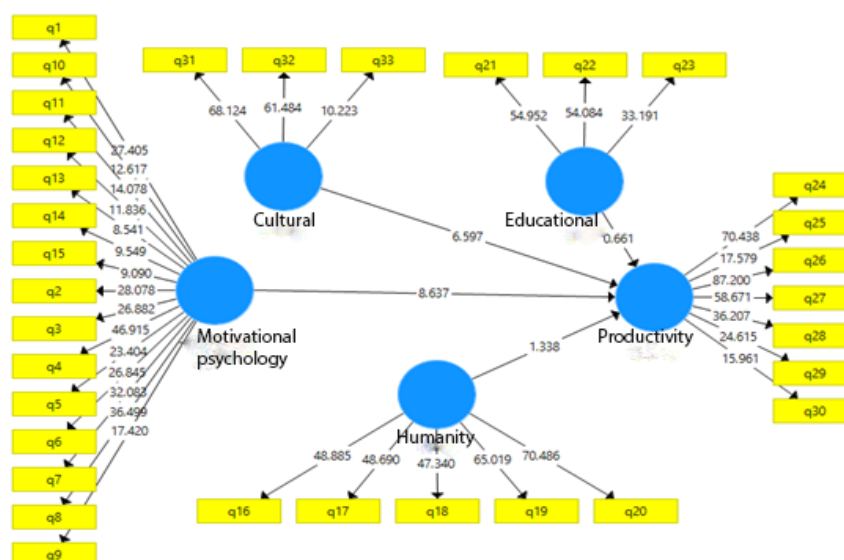 q1
q10
q11
q12
q13
q14
q15
q2
q3
q4
q5
q6
q7
q8
q9
27.405
12.617
14.078
11.836
8.541
9.549
9.090
28.078
26.882
46.915
23.404
26.845
32.083
36.499
17.420
Motivational
psychology
q31
q32
q33
68.124
61.484
10.223
Cultural
q21
q22
q23
54.952
54.084
33.191
Educational
6.597
0.661
8.637
1.338
Productivity
q24
q25
q26
q27
q28
q29
q30
70.438
17.579
87.200
58.671
36.207
24.615
15.961
Humanity
48.885
48.690
47.340
65.019
70.486
q16
q17
q18
q19
q20